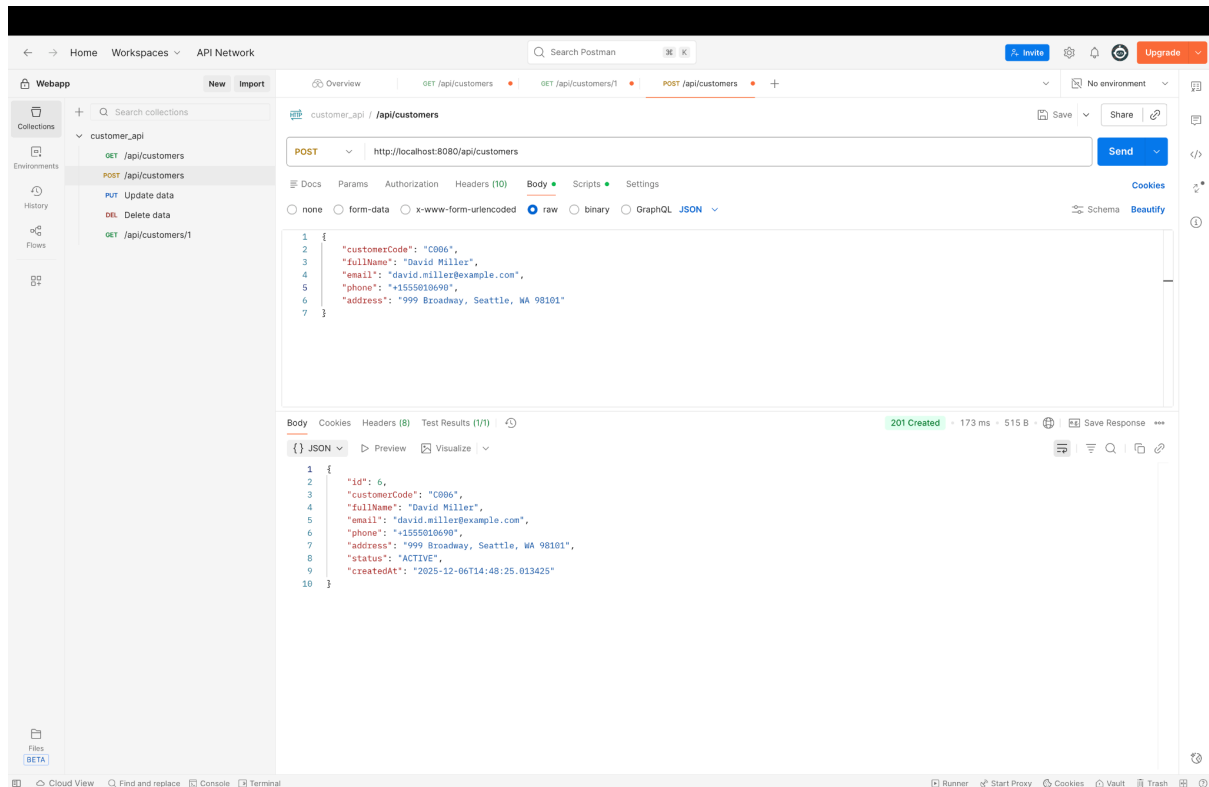 Home Workspaces API Network
Search Postman ⌘ K
Invite
Upgrade
Webapp
New Import
Overview
GET /api/customers
GET /api/customers/1
POST /api/customers
No environment
Collections
Environments
History
Flows
Files
BETA
Search collections
customer_api
GET /api/customers
POST /api/customers
PUT Update data
DEL Delete data
GET /api/customers/1
HTTP customer_api / /api/customers
Save Share
POST http://localhost:8080/api/customers
Send
Docs Params Authorization Headers (10) Body Scripts Settings
Cookies
none form-data x-www-form-urlencoded raw binary GraphQL JSON
Schema Beautify
1 {
2 "customerCode": "C006",
3 "fullName": "David Miller",
4 "email": "david.miller@example.com",
5 "phone": "+1555010690",
6 "address": "999 Broadway, Seattle, WA 98101"
7 }
Body Cookies Headers (8) Test Results (1/1)
201 Created 173 ms 515 B
Save Response
{} JSON Preview Visualize
1 {
2 "id": 6,
3 "customerCode": "C006",
4 "fullName": "David Miller",
5 "email": "david.miller@example.com",
6 "phone": "+1555010690",
7 "address": "999 Broadway, Seattle, WA 98101",
8 "status": "ACTIVE",
9 "createdAt": "2025-12-06T14:48:25.013425"
10 }
Cloud View Find and replace Console Terminal
Runner Start Proxy Cookies Vault Trash